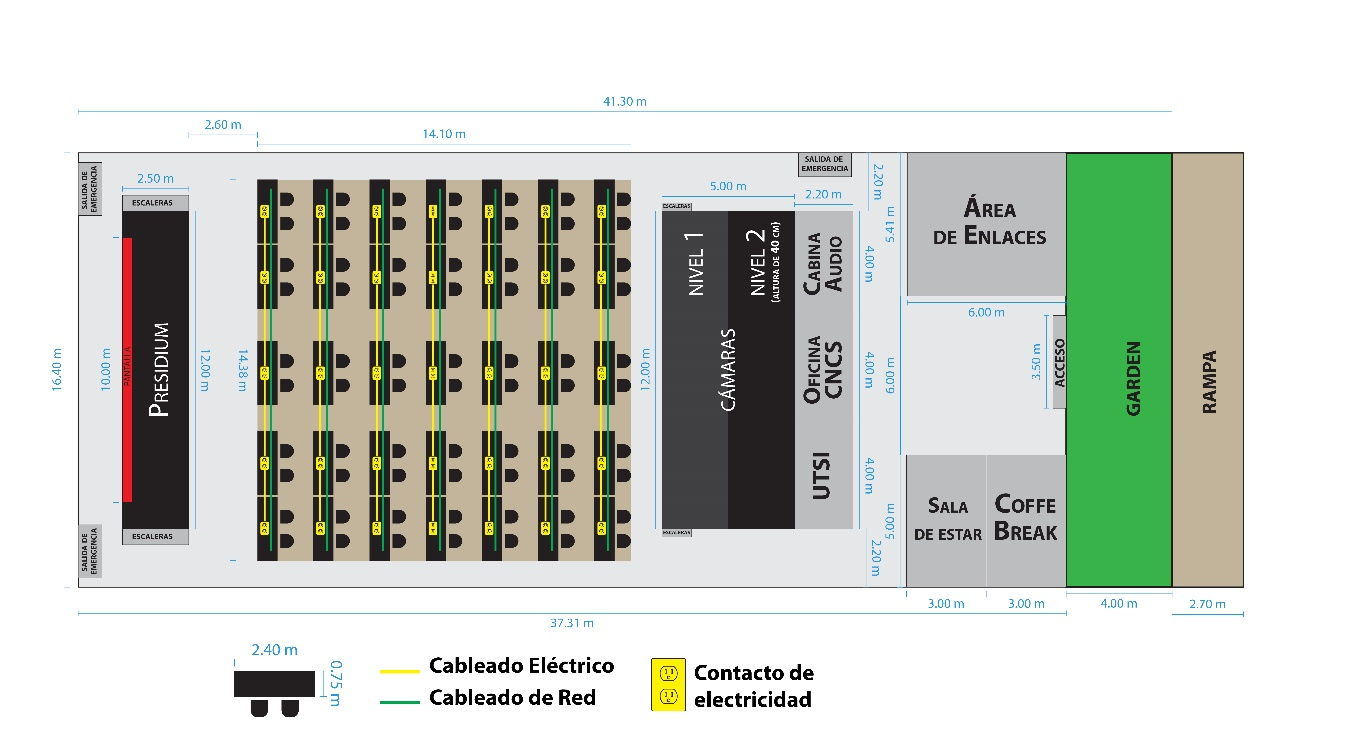 41.30 m
2.60 m
14.10 m
SALIDA DE
EMERGENCIA
2.50 m
ESCALERAS
PANTALLA
PRESIDIUM
16.40 m
10.00 m
12.00 m
14.38 m
ESCALERAS
SALIDA DE
EMERGENCIA
12.00 m
5.00 m
2.20 m
ESCALERAS
NIVEL 1
NIVEL 2
(ALTURA DE 40 CM)
CÁMARAS
ESCALERAS
SALIDA DE
EMERGENCIA
CABINA
AUDIO
OFICINA
CNCS
UTSI
2.20 m
4.00 m
4.00 m
4.00 m
2.20 m
5.41 m
6.00 m
5.00 m
ÁREA
DE ENLACES
6.00 m
3.50 m
ACCESO
SALA
DE ESTAR
COFFE
BREAK
GARDEN
RAMPA
3.00 m
3.00 m
4.00 m
2.70 m
37.31 m
2.40 m
0.75 m
Cableado Eléctrico
Cableado de Red
Contacto de
electricidad